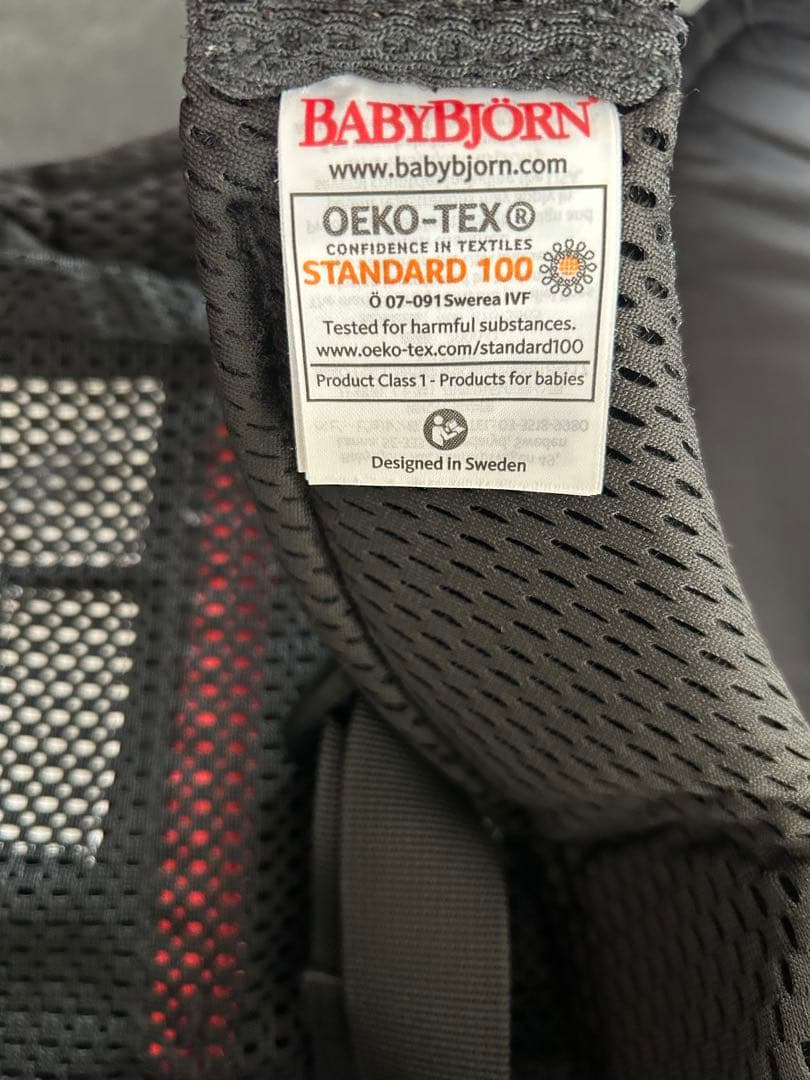 BABYBJÖRN
www.babybjorn.com
OEKO-TEX®
CONFIDENCE IN TEXTILES
STANDARD 100
Ö 07-091 Swerea IVF
Tested for harmful substances.
www.oeko-tex.com/standard100
Product Class 1 - Products for babies
Designed in Sweden